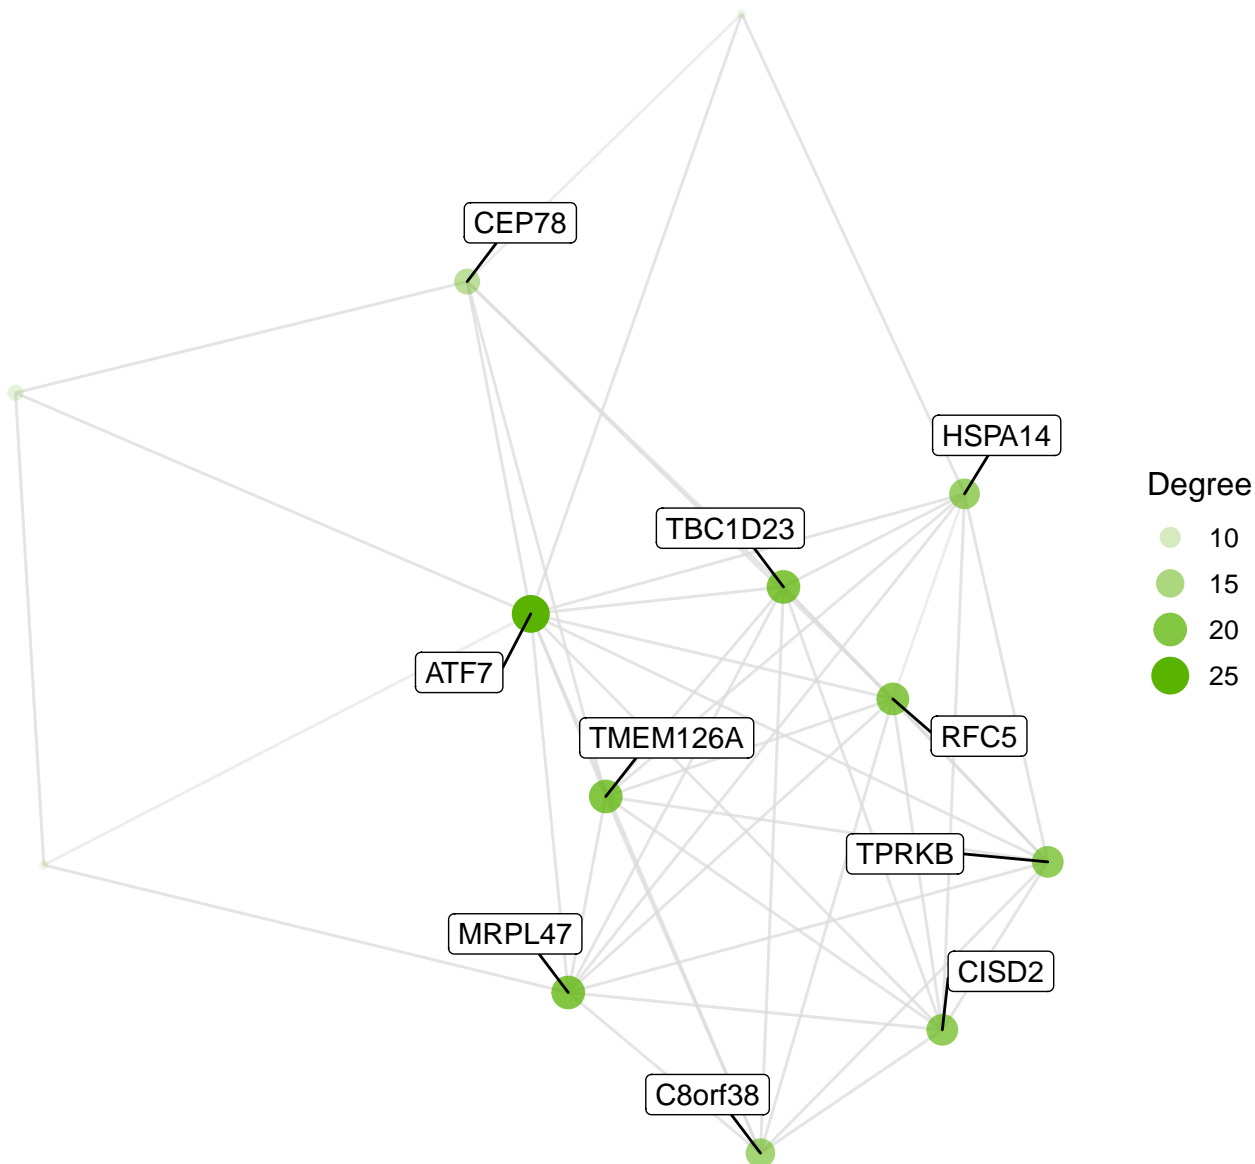 CEP78
HSPA14
TBC1D23
ATF7
TMEM126A
RFC5
TPRKB
MRPL47
CISD2
C8orf38
Degree
10
15
20
25